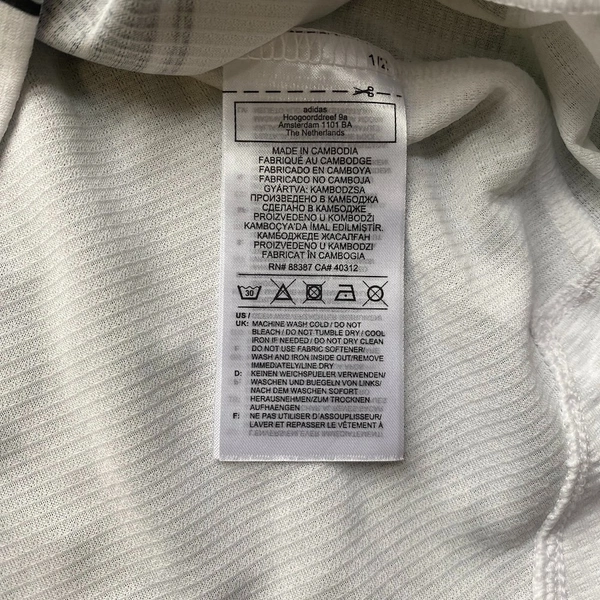 adidas
Hoogoorddreef 9a
Amsterdam 1101 BA
The Netherlands
MADE IN CAMBODIA
FABRIQUÉ AU CAMBODGE
FABRICADO EN CAMBOYA
FABRICADO NO CAMBOJA
GYÁRTVA: KAMBODZSA
ПРОИЗВЕДЕНО В КАМБОДЖА
СДЕЛАНО В КАМБОДЖЕ
PROIZVEDENO U KOMBODŽI
KAMBOÇYA'DA İMAL EDİLMİŞTİR.
КАМБОДЖЕДЕ ЖАСАЛҒАН
PROIZVEDENO U KAMBODŽI
FABRICAT ÎN CAMBOGIA
RN# 88387 CA# 40312
30
US /
UK: MACHINE WASH COLD / DO NOT
BLEACH / DO NOT TUMBLE DRY / COOL
IRON IF NEEDED / DO NOT DRY CLEAN
DO NOT USE FABRIC SOFTENER/
WASH AND IRON INSIDE OUT/REMOVE
IMMEDIATELY/LINE DRY
D: KEINEN WEICHSPUELER VERWENDEN/
WASCHEN UND BUEGELN VON LINKS/
NACH DEM WASCHEN SOFORT
HERAUSNEHMEN/ZUM TROCKNEN
AUFHAENGEN
F: NE PAS UTILISER D'ASSOUPLISSEUR/
LAVER ET REPASSER LE VÊTEMENT À